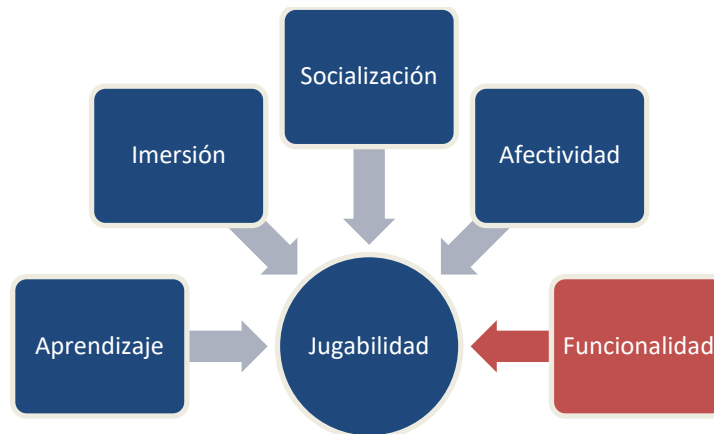 Socialización
Imersión
Afectividad
Aprendizaje
Jugabilidad
Funcionalidad